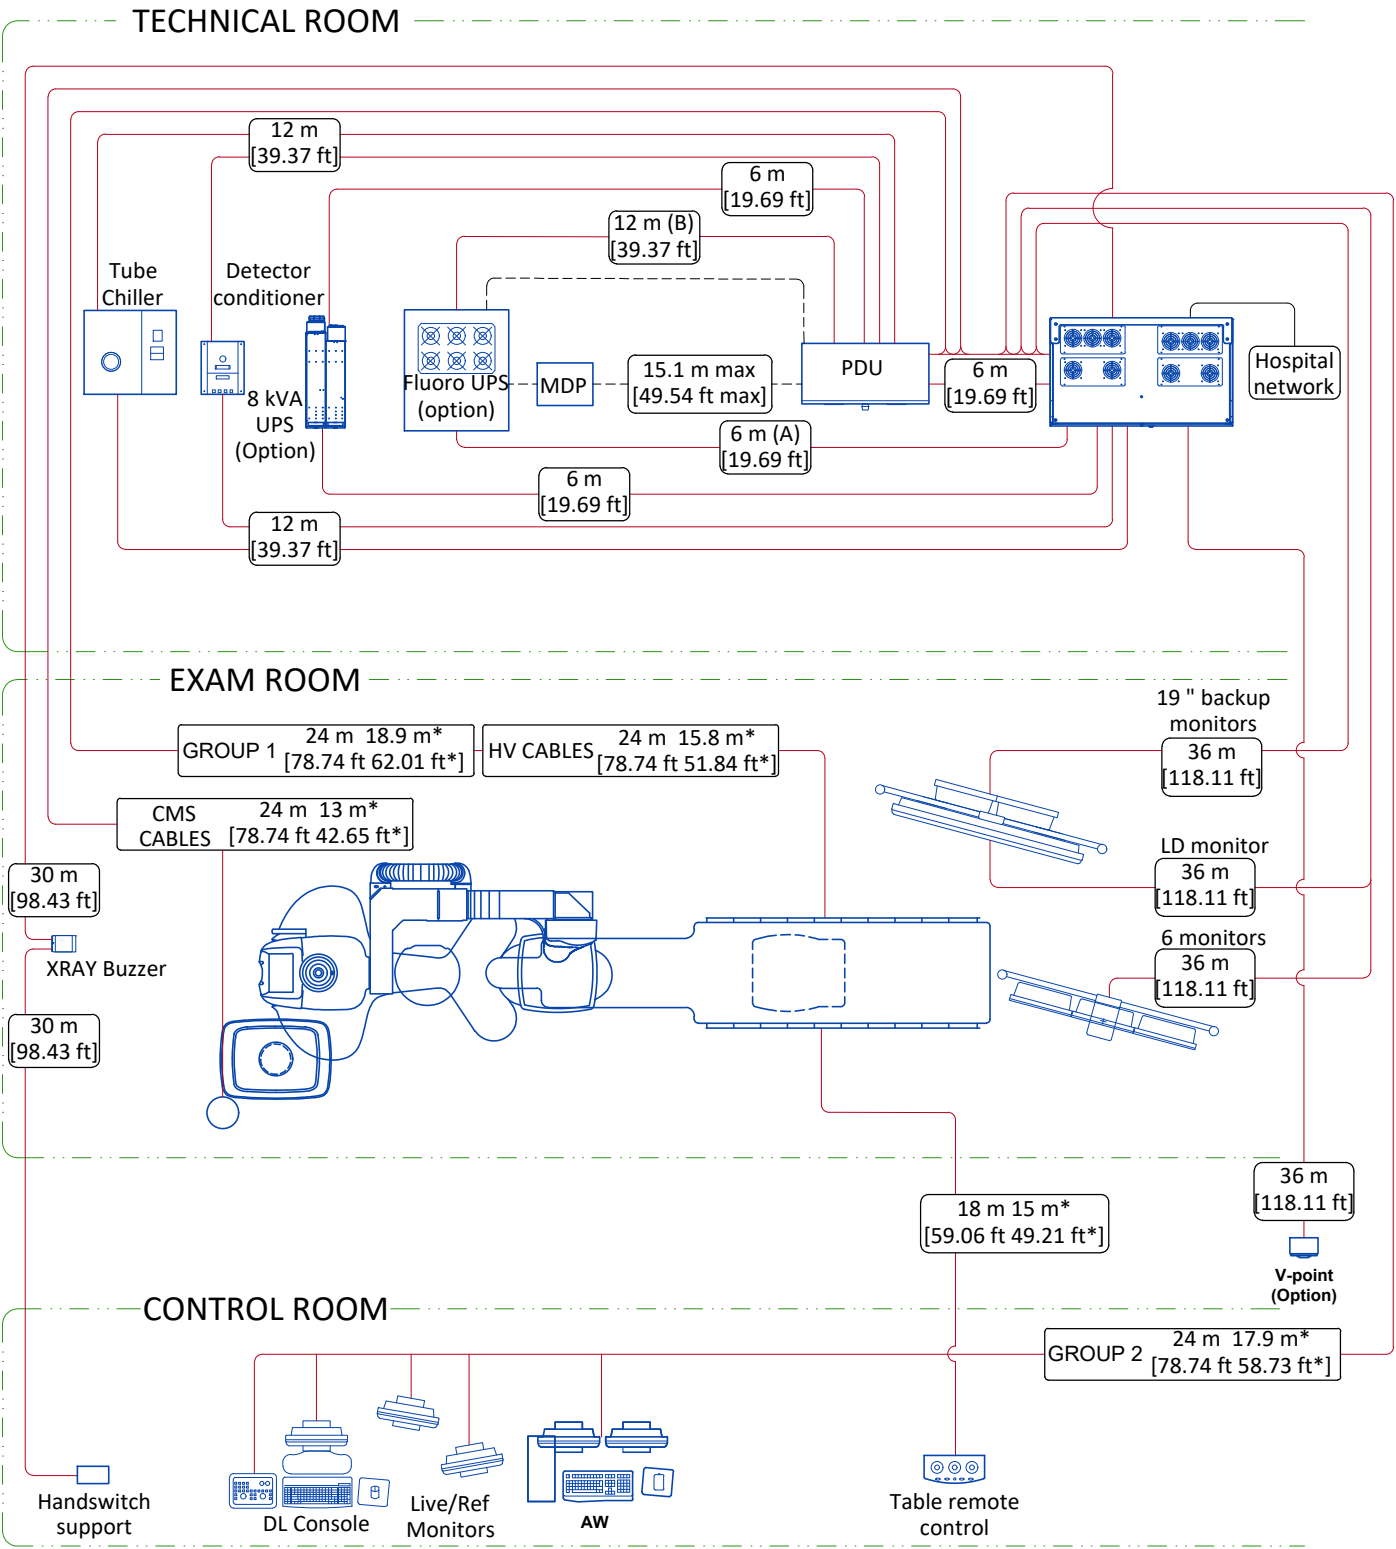 TECHNICAL ROOM
12 m
[39.37 ft]
6 m
[19.69 ft]
12 m (B)
[39.37 ft]
Tube
Chiller
Detector
conditioner
8 kVA
UPS
(Option)
Fluoro UPS
(option)
MDP
15.1 m max
[49.54 ft max]
PDU
6 m
[19.69 ft]
Hospital
network
6 m (A)
[19.69 ft]
6 m
[19.69 ft]
12 m
[39.37 ft]
EXAM ROOM
19 " backup
monitors
36 m
[118.11 ft]
GROUP 1
24 m 18.9 m*
[78.74 ft 62.01 ft*]
HV CABLES
24 m 15.8 m*
[78.74 ft 51.84 ft*]
CMS
CABLES
24 m 13 m*
[78.74 ft 42.65 ft*]
LD monitor
36 m
[118.11 ft]
30 m
[98.43 ft]
6 monitors
36 m
[118.11 ft]
XRAY Buzzer
30 m
[98.43 ft]
36 m
[118.11 ft]
18 m 15 m*
[59.06 ft 49.21 ft*]
V-point
(Option)
CONTROL ROOM
GROUP 2
24 m 17.9 m*
[78.74 ft 58.73 ft*]
Handswitch
support
DL Console
Live/Ref
Monitors
AW
Table remote
control